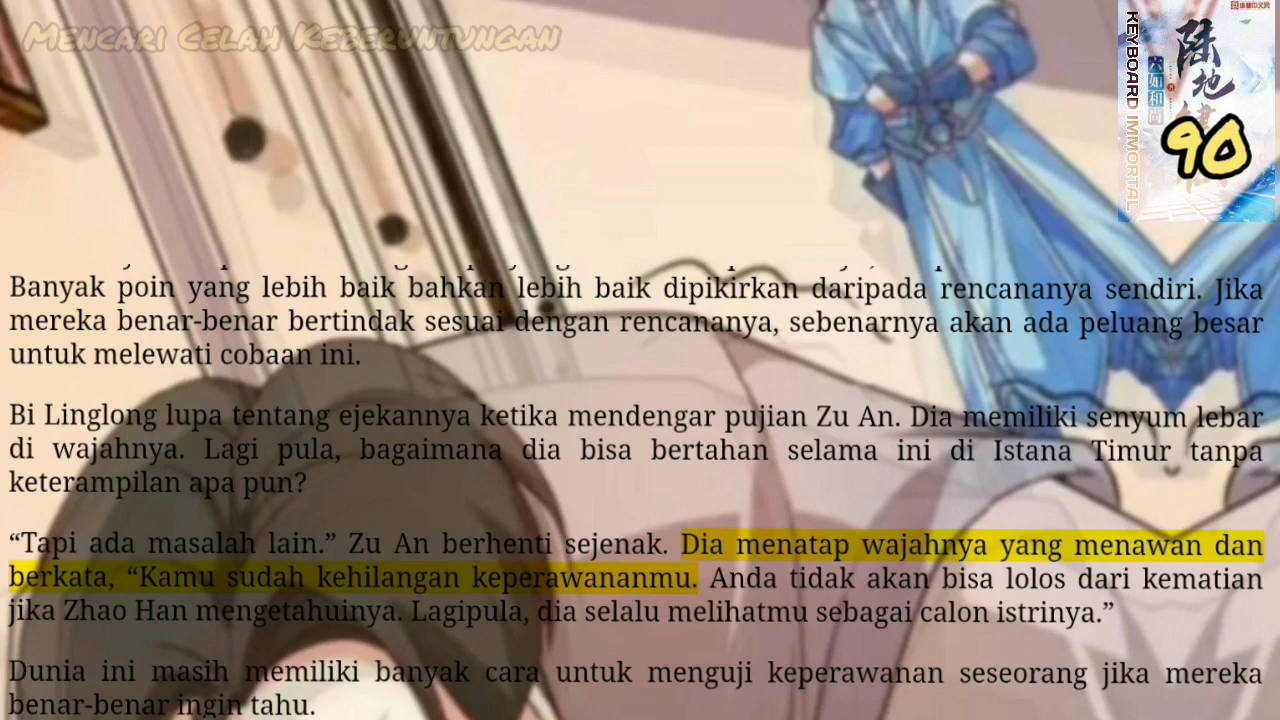 Mencari Celah Keberuntungan
KEYBOARD IMMORTAL
陆地
六如和尚
90
Banyak poin yang lebih baik bahkan lebih baik dipikirkan daripada rencananya sendiri. Jika
mereka benar-benar bertindak sesuai dengan rencananya, sebenarnya akan ada peluang besar
untuk melewati cobaan ini.
Bi Linglong lupa tentang ejekannya ketika mendengar pujian Zu An. Dia memiliki senyum lebar
di wajahnya. Lagi pula, bagaimana dia bisa bertahan selama ini di Istana Timur tanpa
keterampilan apa pun?
“Tapi ada masalah lain.” Zu An berhenti sejenak. Dia menatap wajahnya yang menawan dan
berkata, “Kamu sudah kehilangan keperawananmu. Anda tidak akan bisa lolos dari kematian
jika Zhao Han mengetahuinya. Lagipula, dia selalu melihatmu sebagai calon istrinya.”
Dunia ini masih memiliki banyak cara untuk menguji keperawanan seseorang jika mereka
benar-benar ingin tahu.